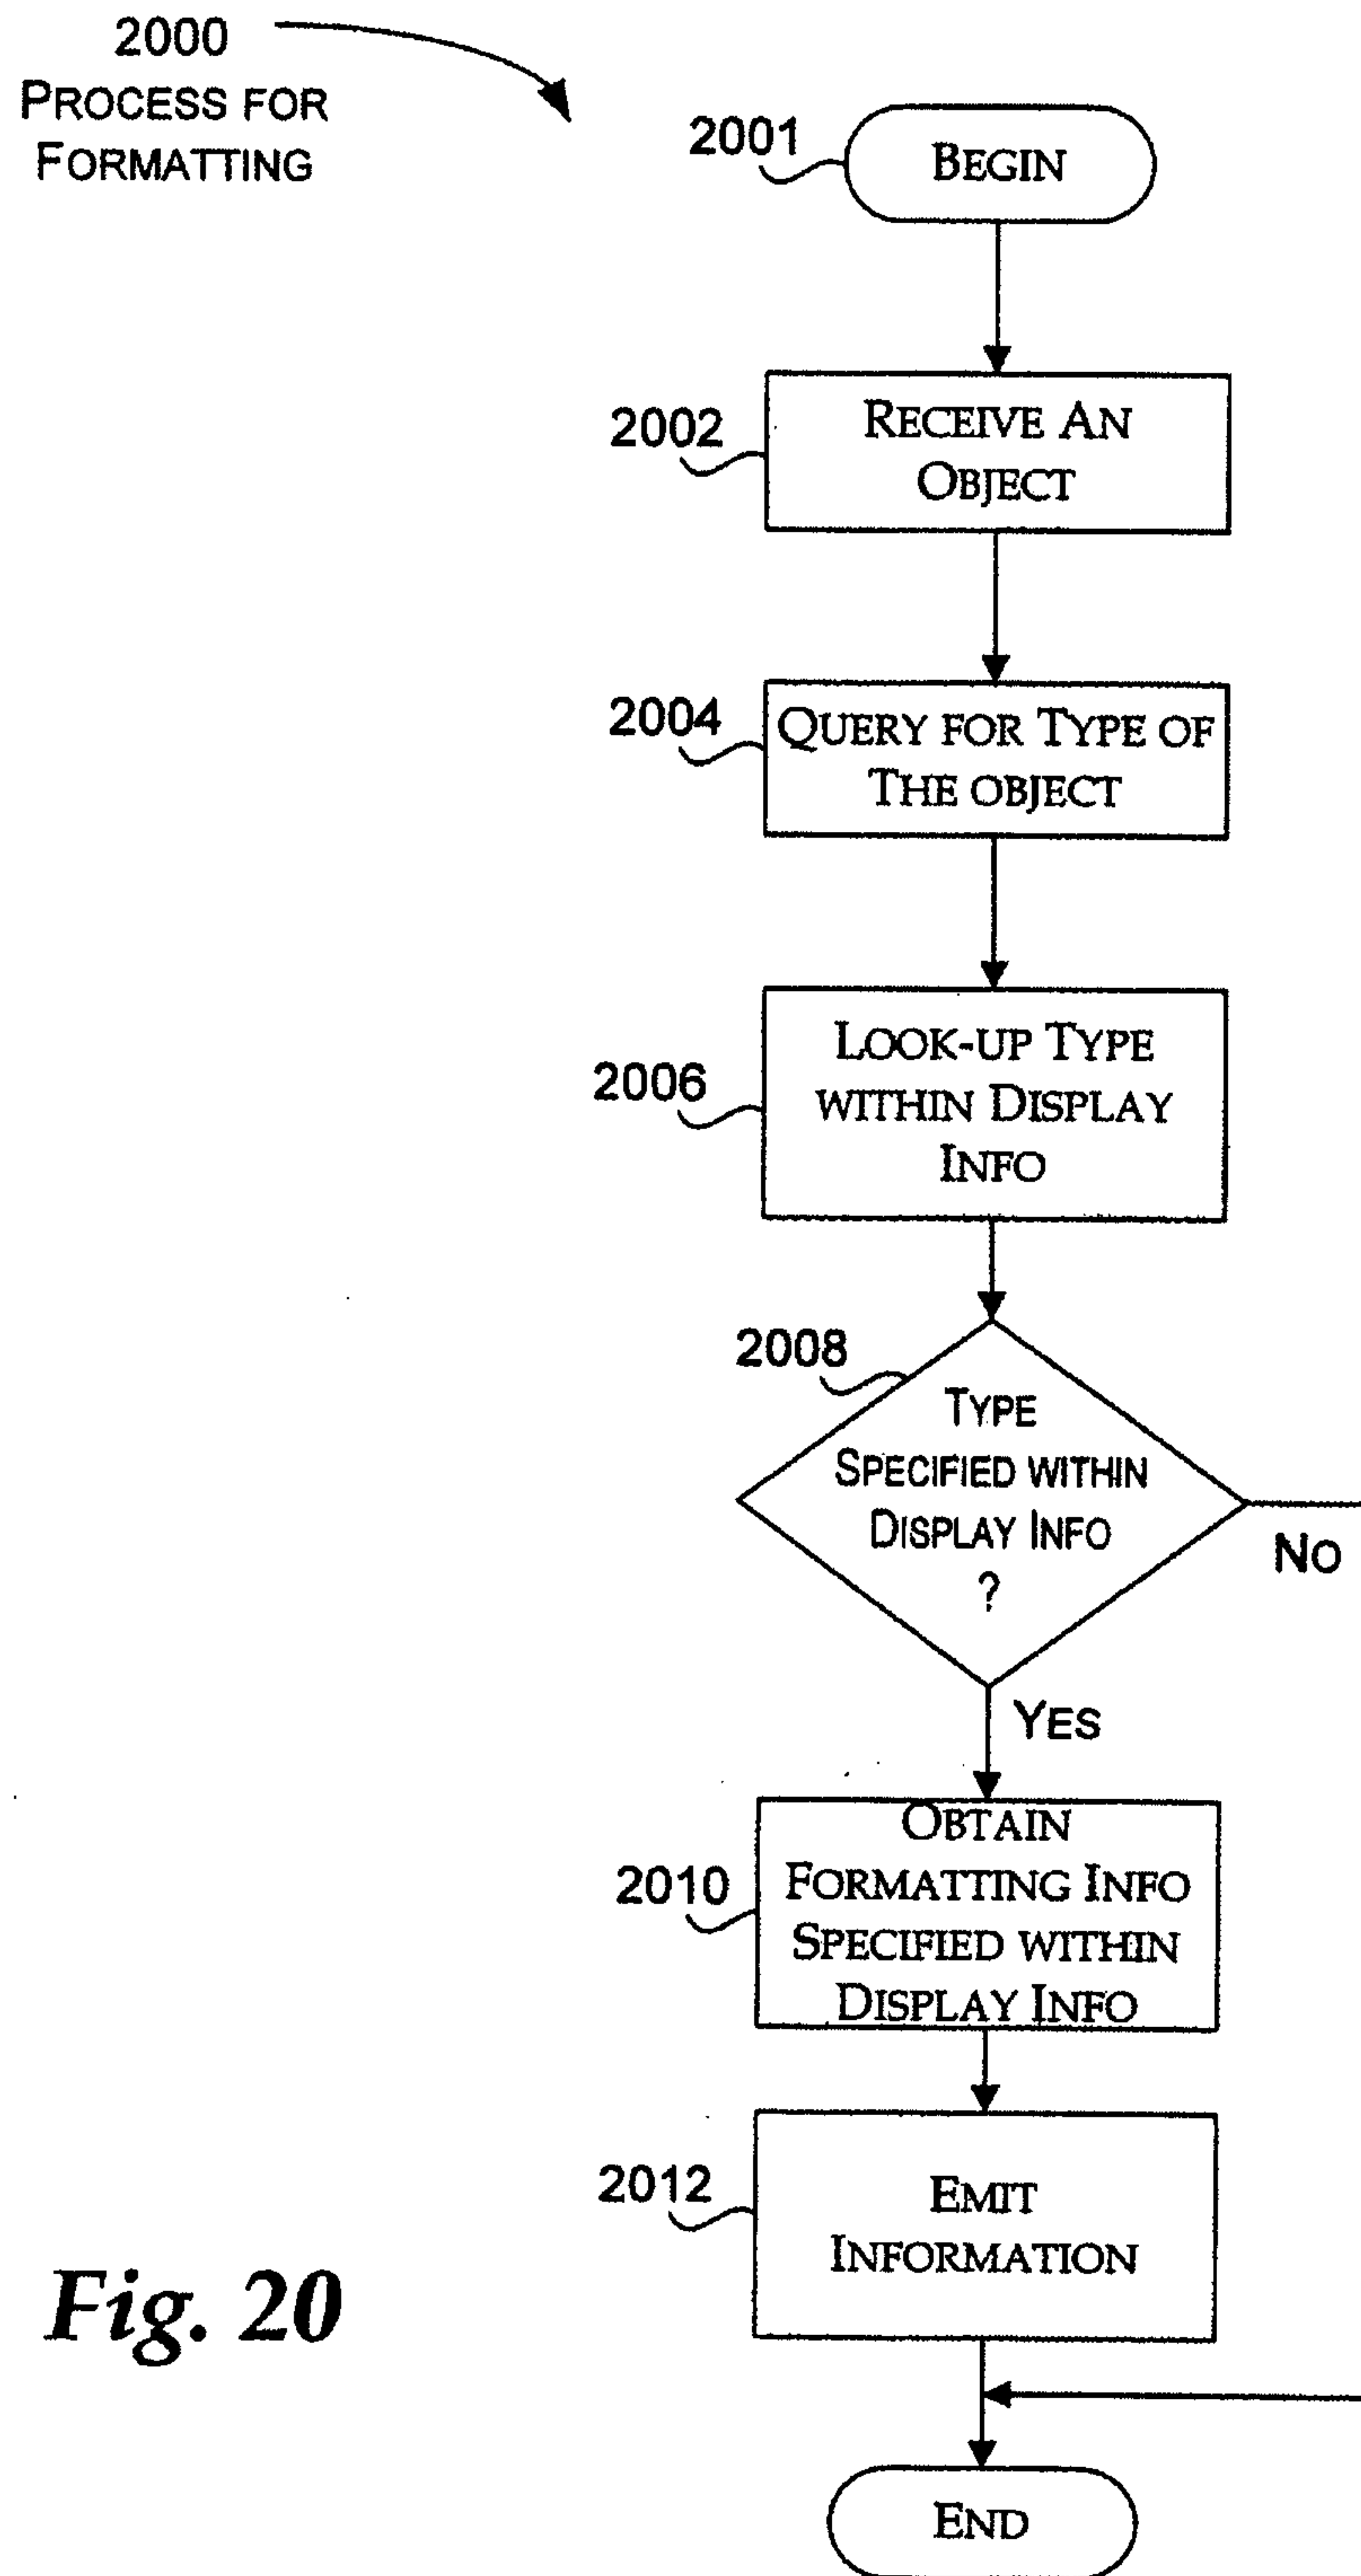 2000
PROCESS FOR
FORMATTING
2001
BEGIN
2002
RECEIVE AN
OBJECT
2004
QUERY FOR TYPE OF
THE OBJECT
2006
LOOK-UP TYPE
WITHIN DISPLAY
INFO
2008
TYPE
SPECIFIED WITHIN
DISPLAY INFO
?
NO
YES
2010
OBTAIN
FORMATTING INFO
SPECIFIED WITHIN
DISPLAY INFO
2012
EMIT
INFORMATION
Fig. 20
END